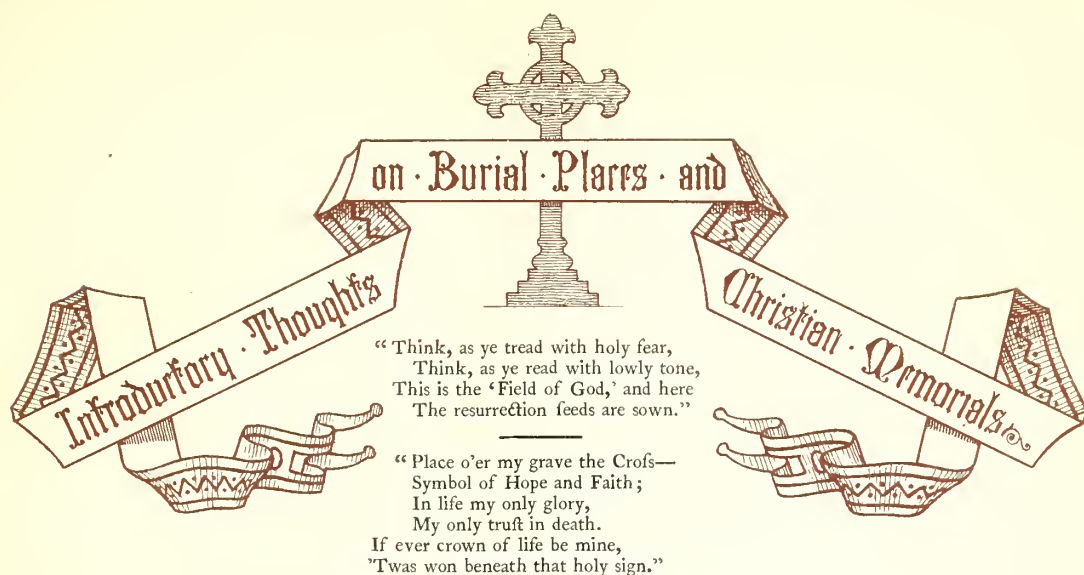 Introductory · Thoughts
on · Burial · Places · and
Christian · Memorials
“ Think, as ye tread with holy fear,
Think, as ye read with lowly tone,
This is the ‘Field of God,’ and here
The resurrection ſeeds are sown.”
“ Place o’er my grave the Croſs—
Symbol of Hope and Faith ;
In life my only glory,
My only truſt in death.
If ever crown of life be mine,
’Twas won beneath that holy sign.”